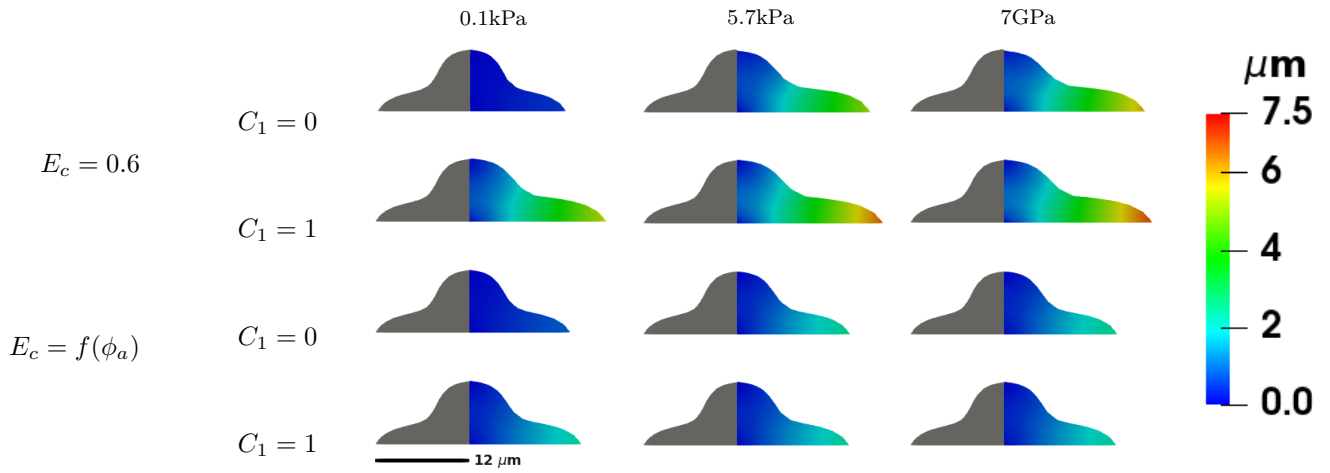 0.1kPa 5.7kPa 7GPa
μm
7.5
6
4
2
0.0
E_c = 0.6
C_1 = 0
C_1 = 1
E_c = f(ϕ_a)
C_1 = 0
C_1 = 1
12 μm